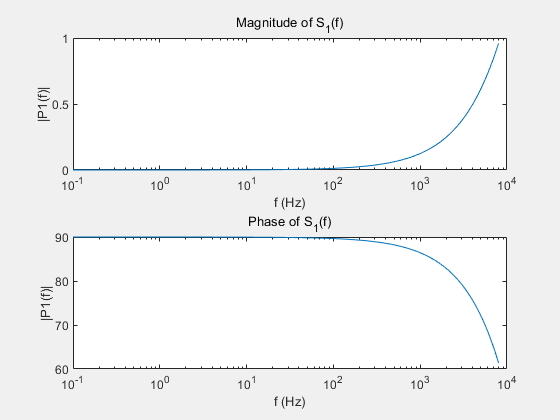 Magnitude of S1(f)
|P1(f)|
1
0.5
0
10-1 100 101 102 103 104
f (Hz)
Phase of S1(f)
|P1(f)|
90
80
70
60
10-1 100 101 102 103 104
f (Hz)